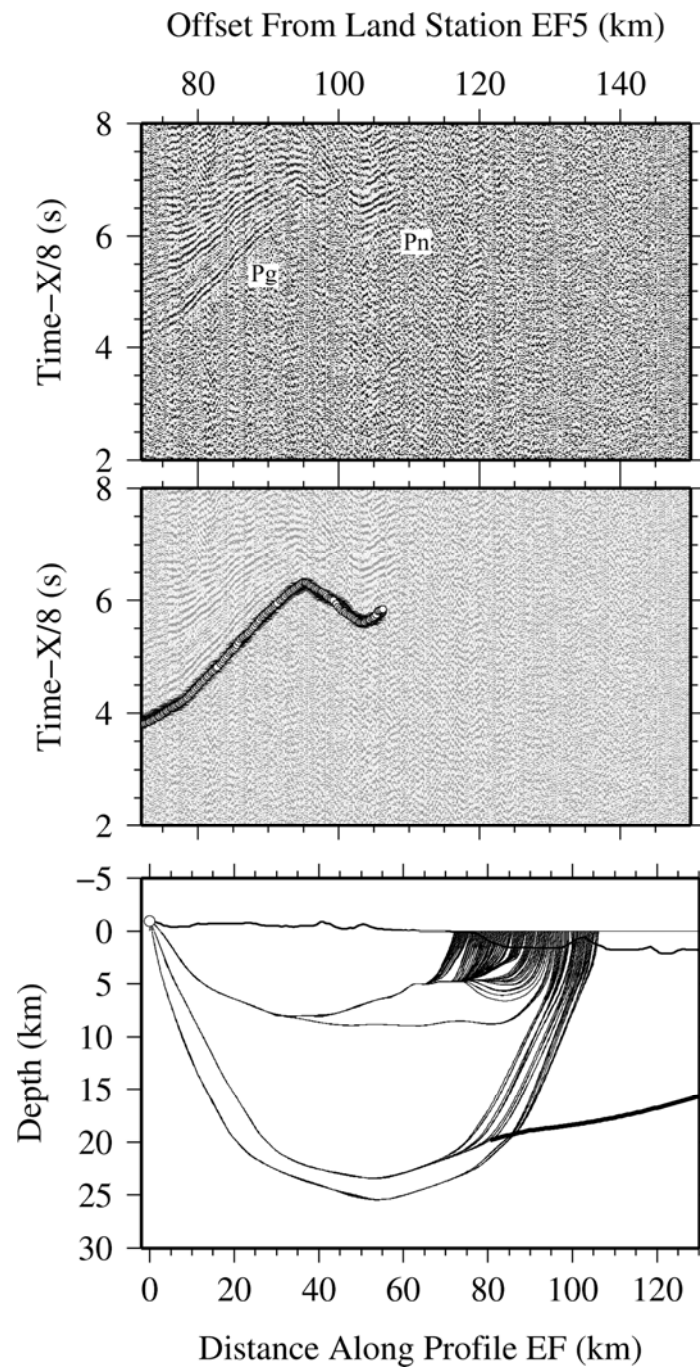 Offset From Land Station EF5 (km)
80 100 120 140
8
6
4
2
Time−X/8 (s)
Pg
Pn
8
6
4
2
Time−X/8 (s)
−5
0
5
10
15
20
25
30
Depth (km)
0 20 40 60 80 100 120
Distance Along Profile EF (km)